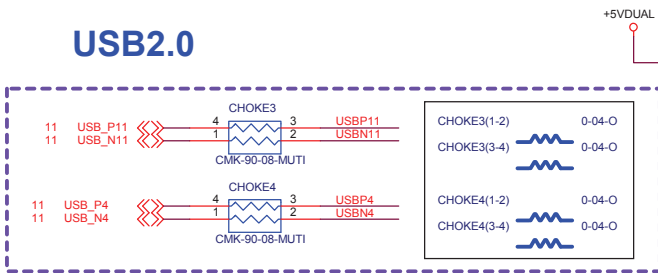 +5VDUAL
USB2.0
CHOKE3
11 USB_P11 4 3 USBP11
11 USB_N11 1 2 USBN11
CMK-90-08-MUTI
CHOKE3(1-2) 0-04-O
CHOKE3(3-4) 0-04-O
CHOKE4
11 USB_P4 4 3 USBP4
11 USB_N4 1 2 USBN4
CMK-90-08-MUTI
CHOKE4(1-2) 0-04-O
CHOKE4(3-4) 0-04-O